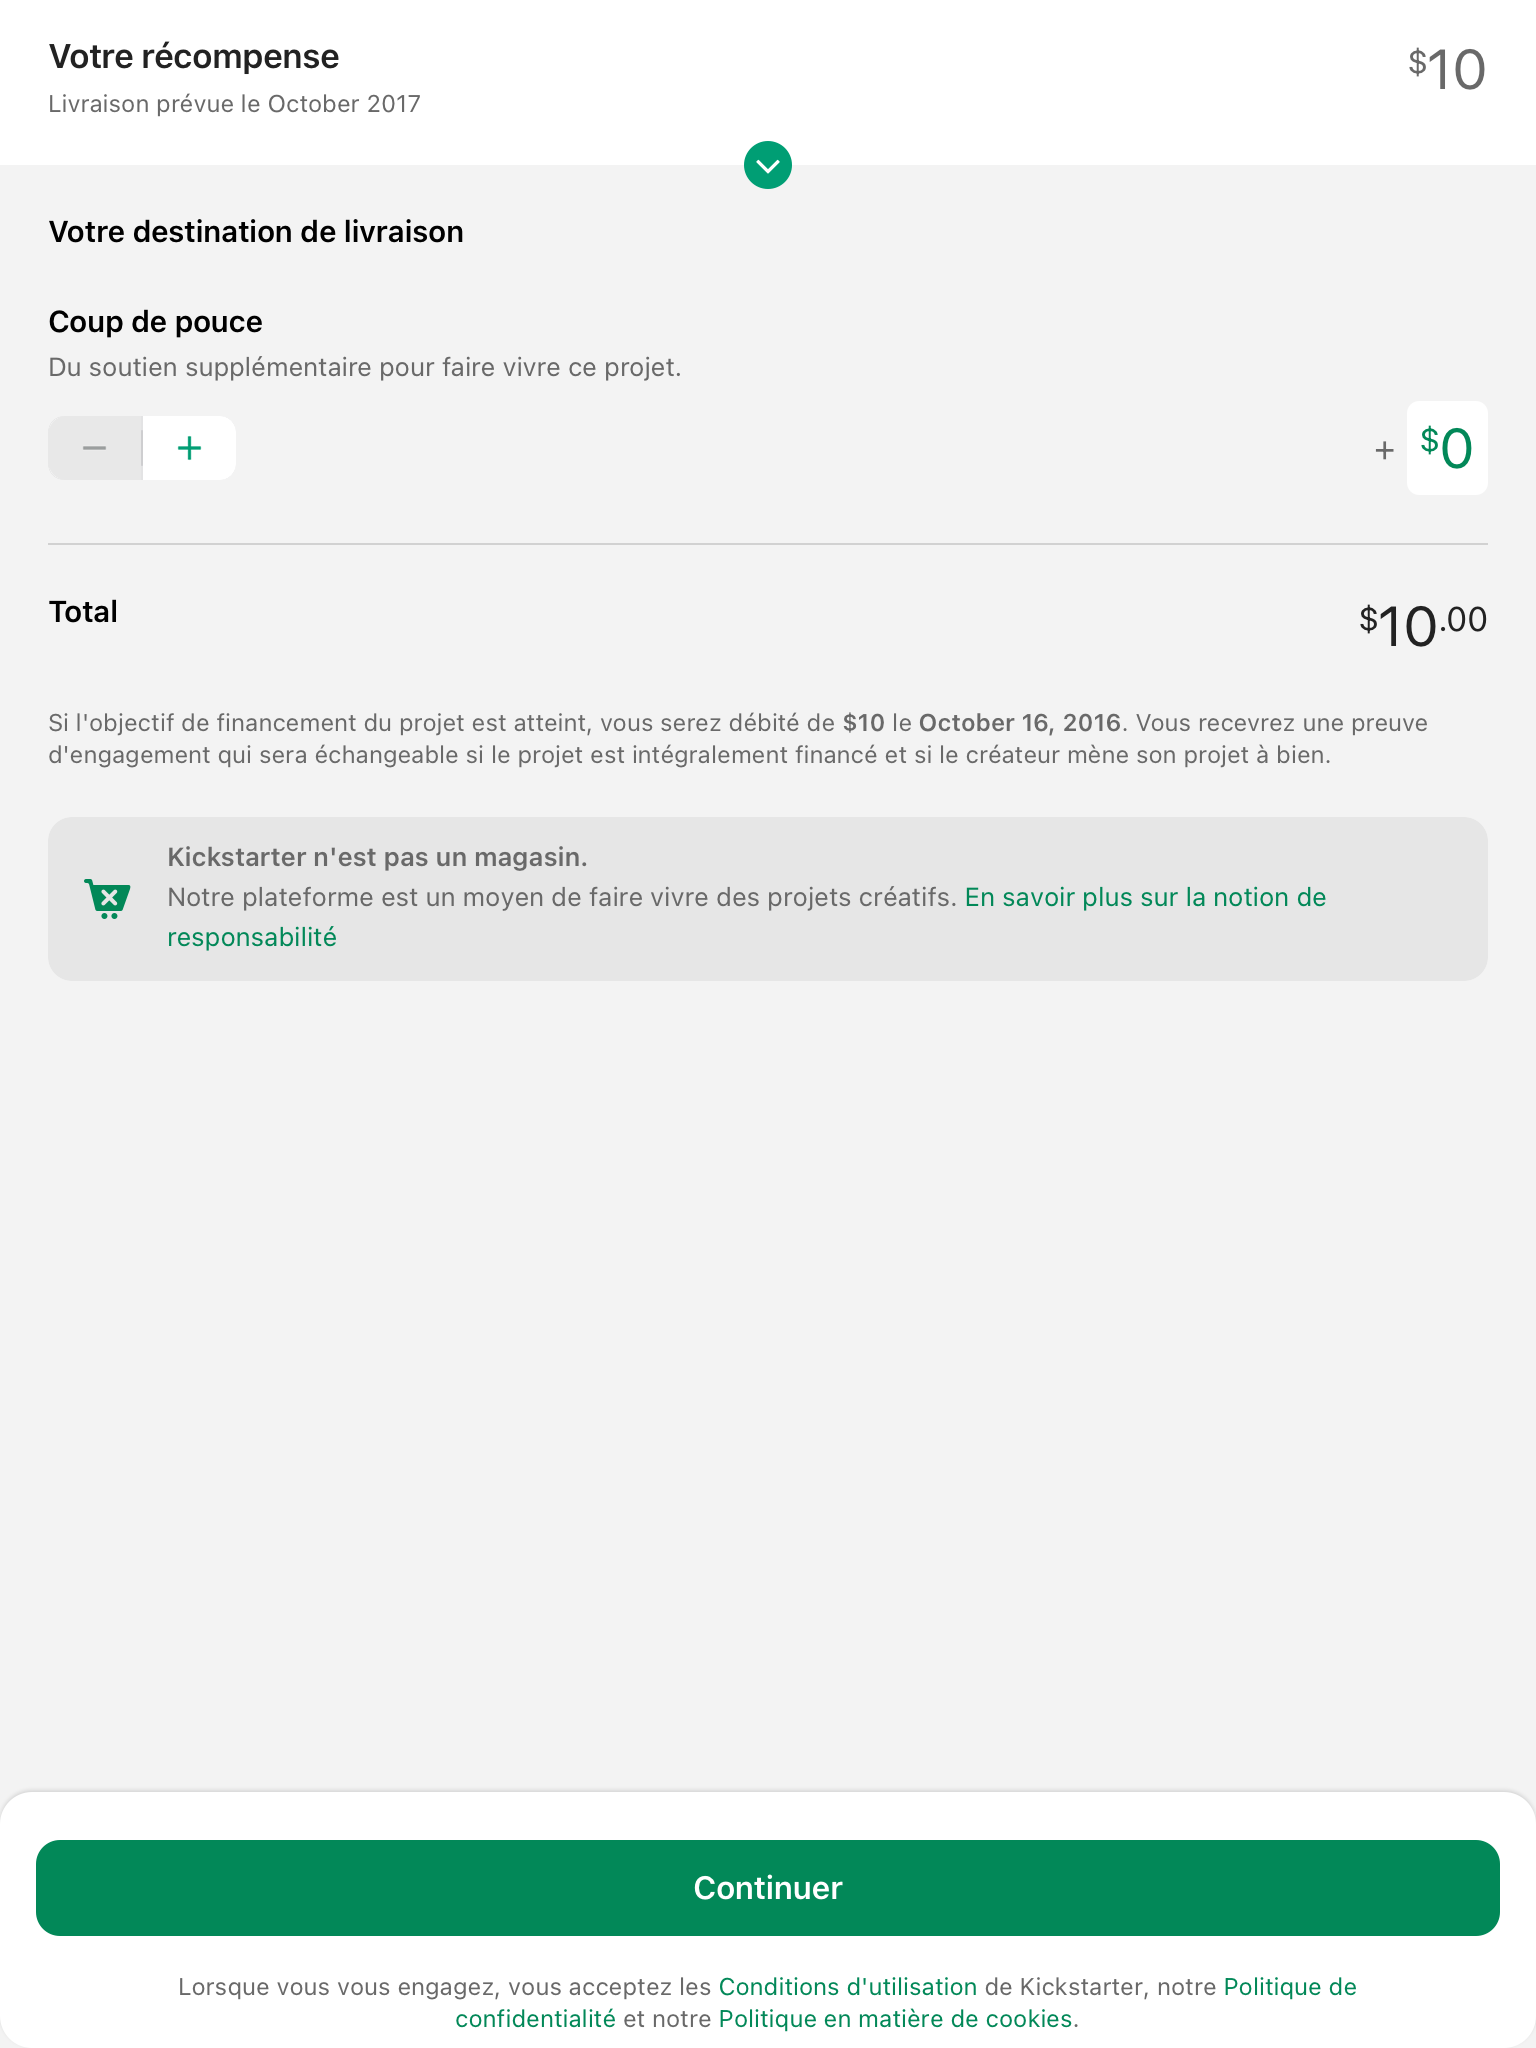 Votre récompense
$10
Livraison prévue le October 2017
Votre destination de livraison
Coup de pouce
Du soutien supplémentaire pour faire vivre ce projet.
+ $0
Total
$10.00
Si l'objectif de financement du projet est atteint, vous serez débité de $10 le October 16, 2016. Vous recevrez une preuve
d'engagement qui sera échangeable si le projet est intégralement financé et si le créateur mène son projet à bien.
Kickstarter n'est pas un magasin.
Notre plateforme est un moyen de faire vivre des projets créatifs. En savoir plus sur la notion de
responsabilité
Continuer
Lorsque vous vous engagez, vous acceptez les Conditions d'utilisation de Kickstarter, notre Politique de
confidentialité et notre Politique en matière de cookies.